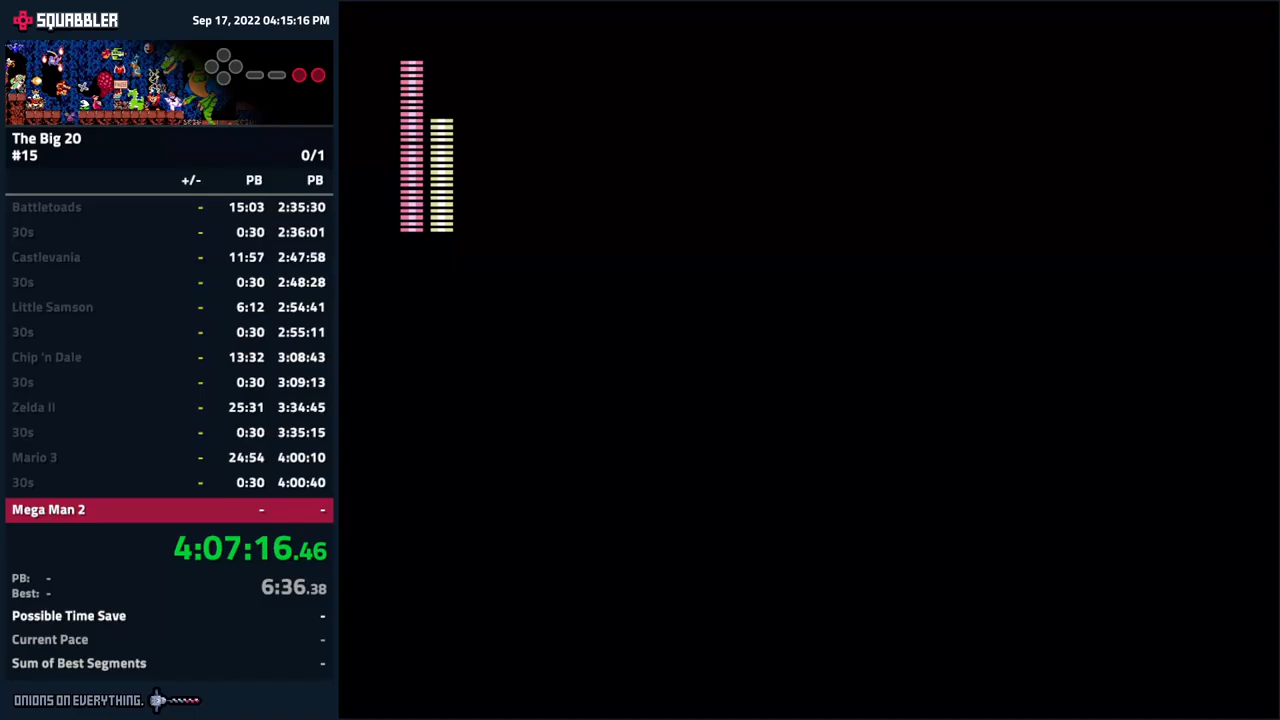 SQUABBLER
Sep 17, 2022 04:15:16 PM
The Big 20
#15 0/1
+/- PB PB
Battletoads - 15:03 2:35:30
30s - 0:30 2:36:01
Castlevania - 11:57 2:47:58
30s - 0:30 2:48:28
Little Samson - 6:12 2:54:41
30s - 0:30 2:55:11
Chip 'n Dale - 13:32 3:08:43
30s - 0:30 3:09:13
Zelda II - 25:31 3:34:45
30s - 0:30 3:35:15
Mario 3 - 24:54 4:00:10
30s - 0:30 4:00:40
Mega Man 2 - -
4:07:16.46
PB: -
Best: - 6:36.38
Possible Time Save -
Current Pace -
Sum of Best Segments -
ONIONS ON EVERYTHING.